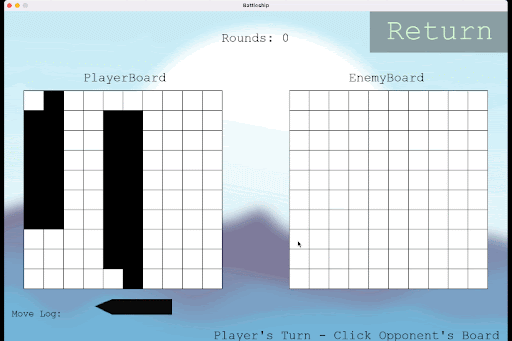 Battleship
Return
Rounds: 0
PlayerBoard
EnemyBoard
Move Log:
Player's Turn - Click Opponent's Board